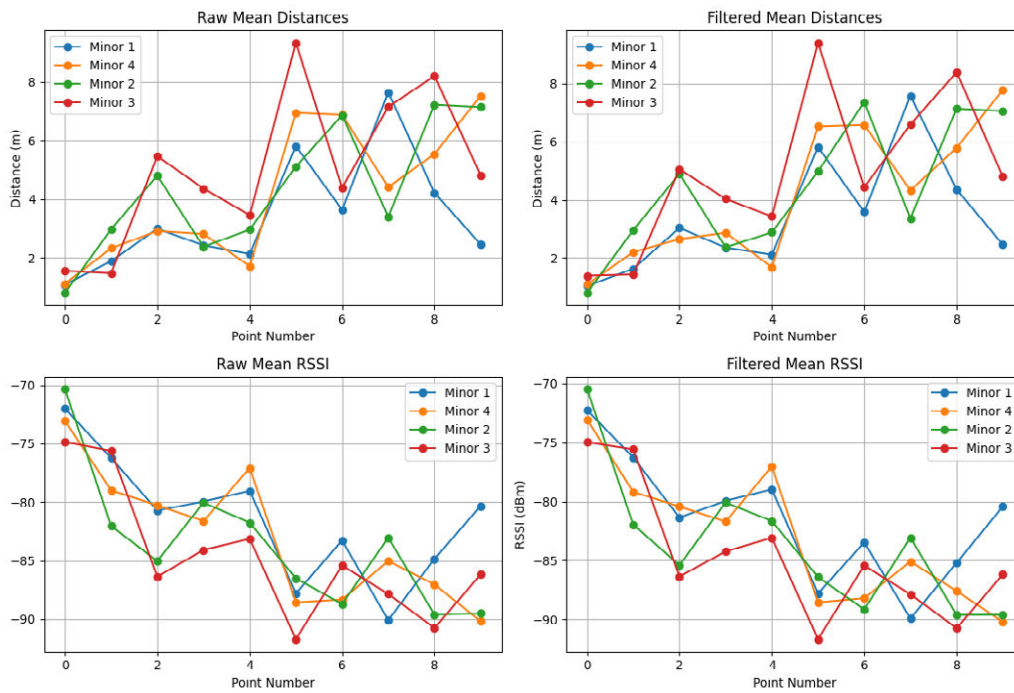 Raw Mean Distances
Minor 1
Minor 4
Minor 2
Minor 3
Distance (m)
8
6
4
2
0
2
4
6
8
Point Number
Filtered Mean Distances
Minor 1
Minor 4
Minor 2
Minor 3
Distance (m)
8
6
4
2
0
2
4
6
8
Point Number
Raw Mean RSSI
Minor 1
Minor 4
Minor 2
Minor 3
−70
−75
−80
−85
−90
0
2
4
6
8
Point Number
Filtered Mean RSSI
Minor 1
Minor 4
Minor 2
Minor 3
RSSI (dBm)
−70
−75
−80
−85
−90
0
2
4
6
8
Point Number